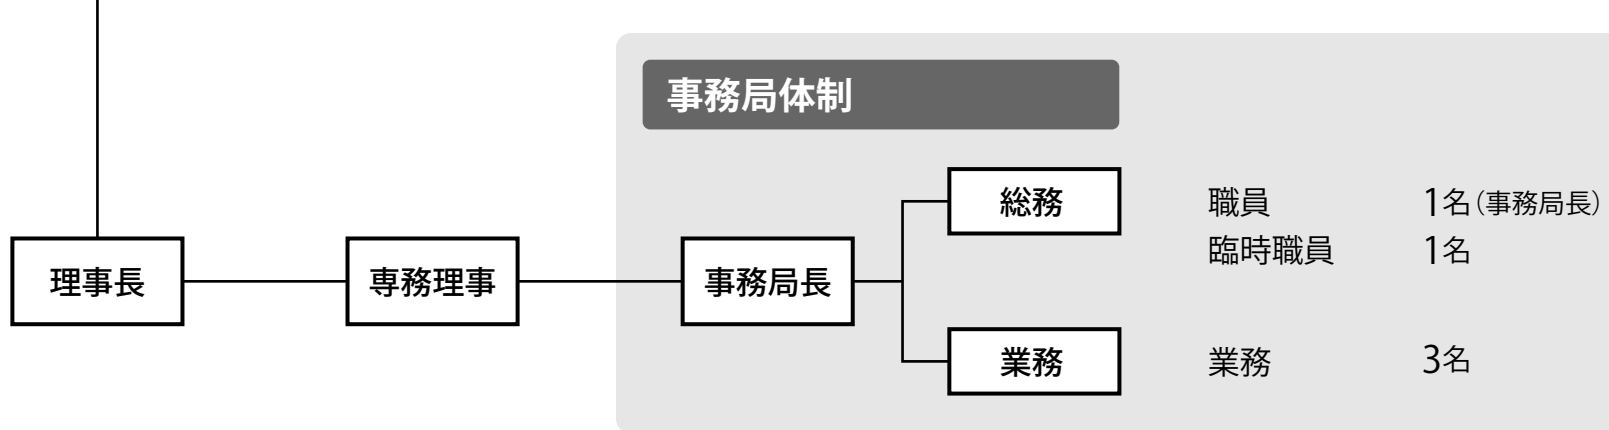 事務局体制
総務 職員 1名(事務局長)
臨時職員 1名
理事長 専務理事 事務局長
業務 業務 3名